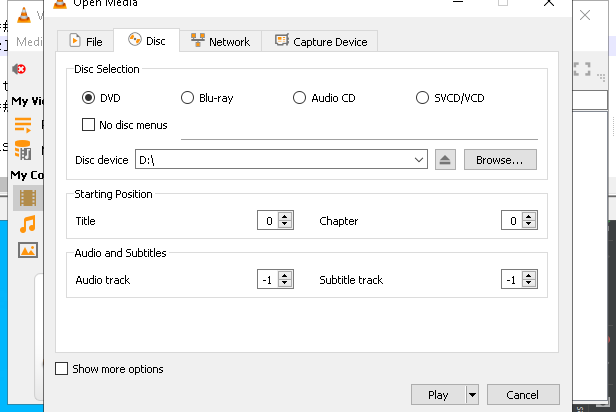 Open Media
Medi
File
Disc
Network
Capture Device
Disc Selection
DVD
Blu-ray
Audio CD
SVCD/VCD
No disc menus
Disc device
D:\
Browse...
Starting Position
Title
0
Chapter
0
Audio and Subtitles
Audio track
-1
Subtitle track
-1
Show more options
Play
Cancel
My Vi
My Co